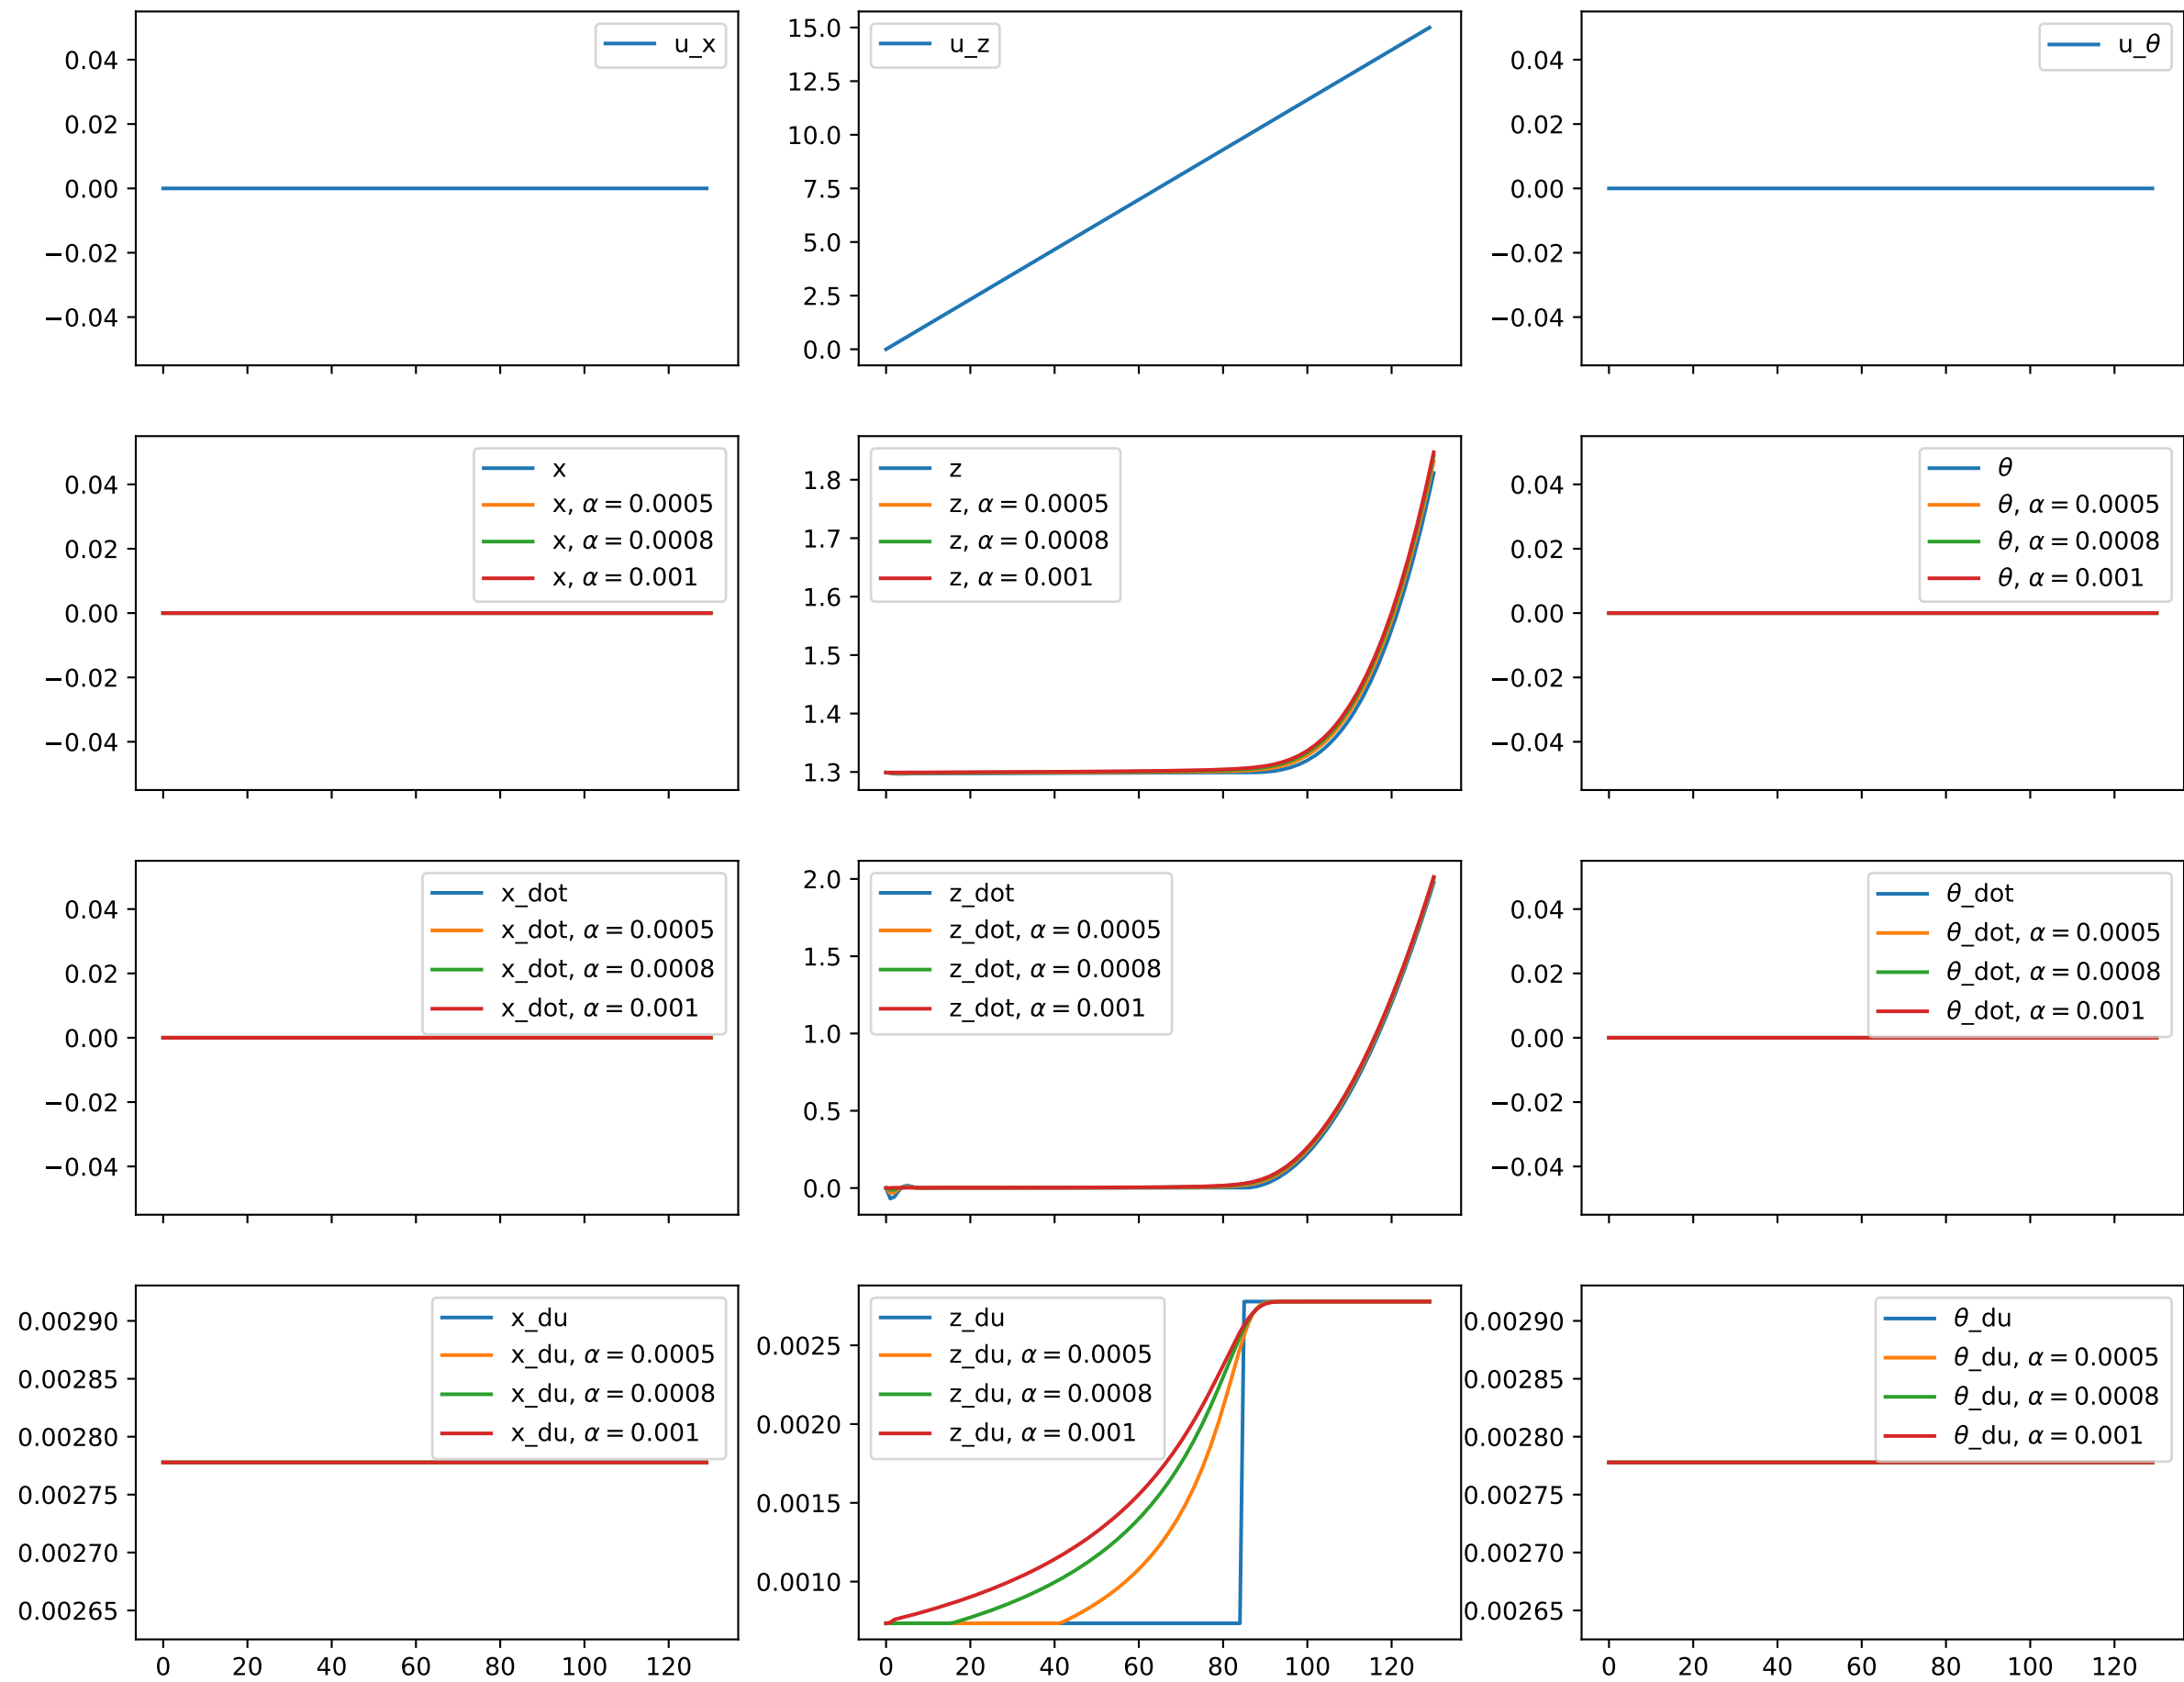 0.04
0.02
0.00
−0.02
−0.04
u_x
15.0
12.5
10.0
7.5
5.0
2.5
0.0
u_z
0.04
0.02
0.00
−0.02
−0.04
u_θ
0.04
0.02
0.00
−0.02
−0.04
x
x, α = 0.0005
x, α = 0.0008
x, α = 0.001
1.8
1.7
1.6
1.5
1.4
1.3
z
z, α = 0.0005
z, α = 0.0008
z, α = 0.001
0.04
0.02
0.00
−0.02
−0.04
θ
θ, α = 0.0005
θ, α = 0.0008
θ, α = 0.001
0.04
0.02
0.00
−0.02
−0.04
x_dot
x_dot, α = 0.0005
x_dot, α = 0.0008
x_dot, α = 0.001
2.0
1.5
1.0
0.5
0.0
z_dot
z_dot, α = 0.0005
z_dot, α = 0.0008
z_dot, α = 0.001
0.04
0.02
0.00
−0.02
−0.04
θ_dot
θ_dot, α = 0.0005
θ_dot, α = 0.0008
θ_dot, α = 0.001
0.00290
0.00285
0.00280
0.00275
0.00270
0.00265
x_du
x_du, α = 0.0005
x_du, α = 0.0008
x_du, α = 0.001
0 20 40 60 80 100 120
0.0025
0.0020
0.0015
0.0010
z_du
z_du, α = 0.0005
z_du, α = 0.0008
z_du, α = 0.001
0 20 40 60 80 100 120
0.00290
0.00285
0.00280
0.00275
0.00270
0.00265
θ_du
θ_du, α = 0.0005
θ_du, α = 0.0008
θ_du, α = 0.001
0 20 40 60 80 100 120